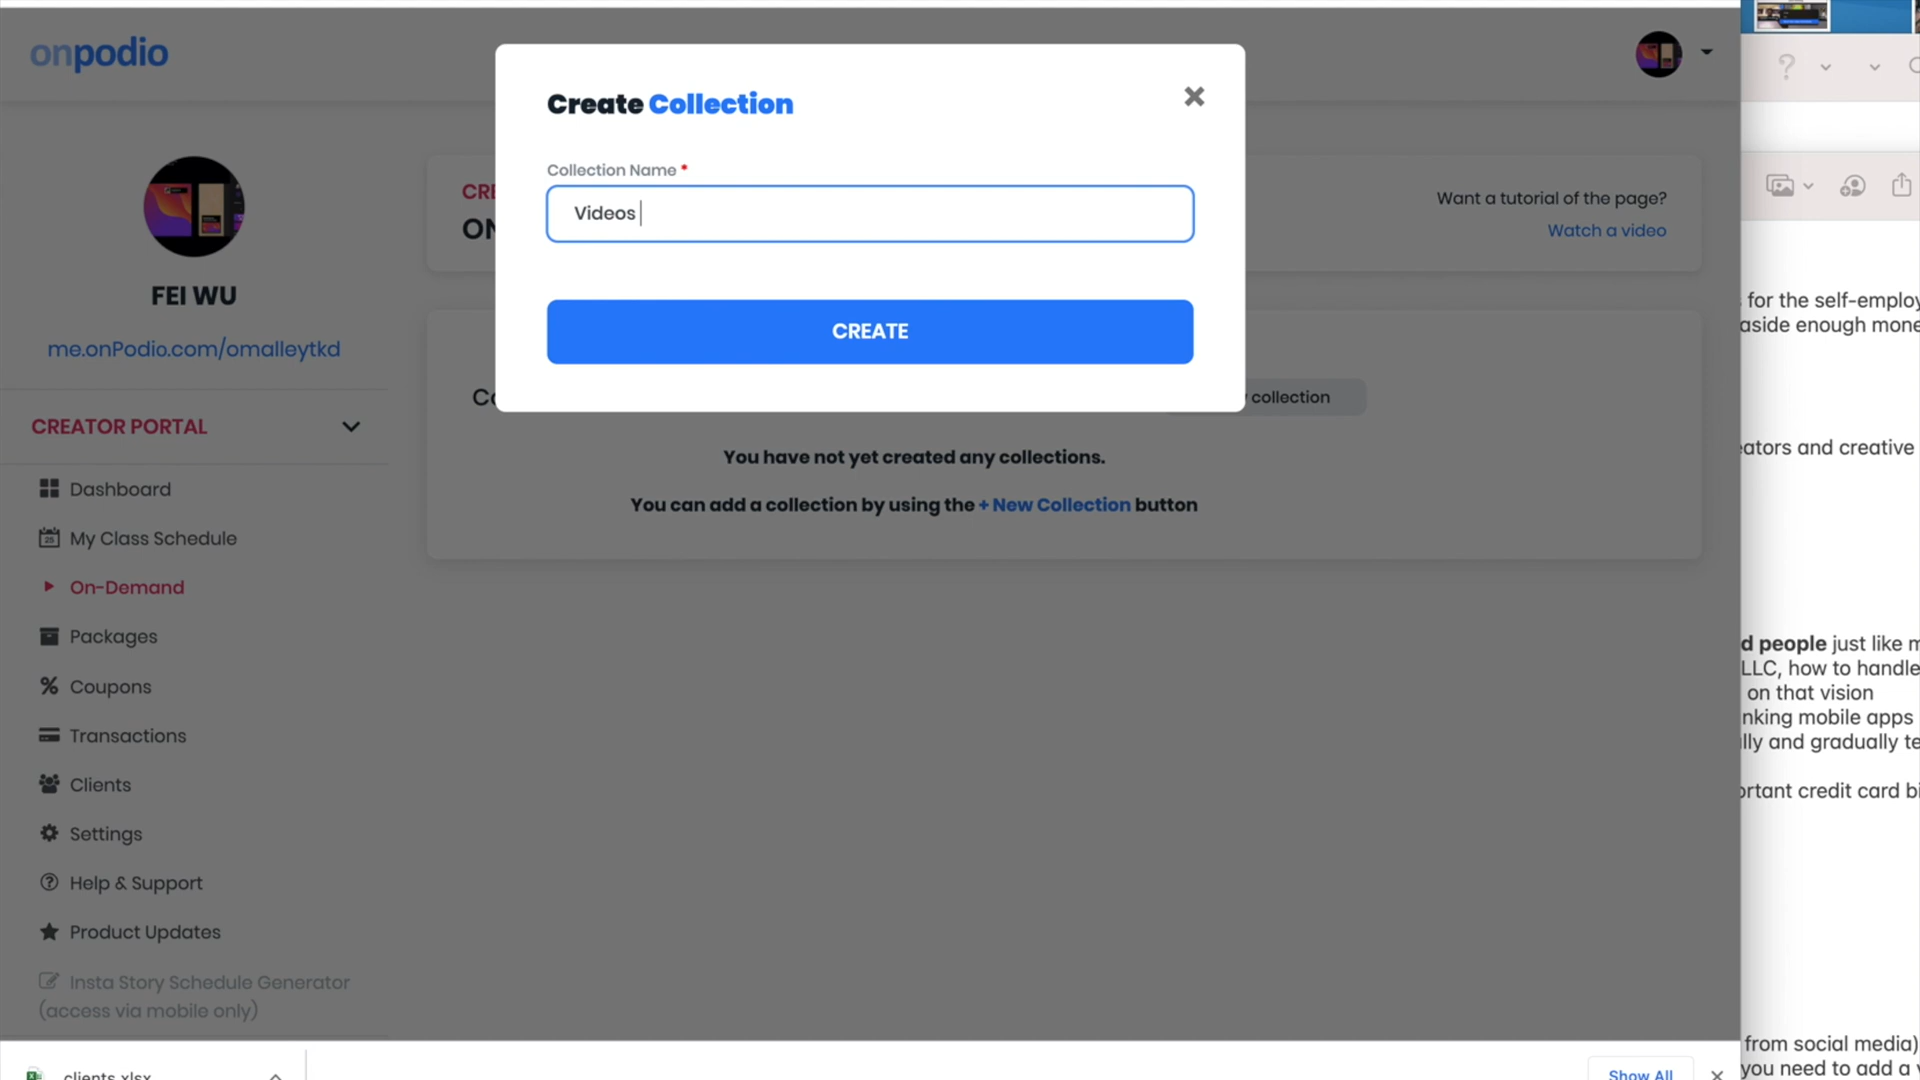 onpodio
Create Collection
Collection Name *
Videos
CREATE
FEI WU
me.onPodio.com/omalleytkd
CREATOR PORTAL
Dashboard
My Class Schedule
On-Demand
Packages
Coupons
Transactions
Clients
Settings
Help & Support
Product Updates
Insta Story Schedule Generator
(access via mobile only)
CRE
ON
Want a tutorial of the page?
Watch a video
collection
You have not yet created any collections.
You can add a collection by using the + New Collection button
clients.xlsx
Show All
for the self-employ
aside enough mone
ators and creative
d people just like m
LLC, how to handle
on that vision
nking mobile apps
lly and gradually te
ortant credit card bi
from social media)
you need to add a v